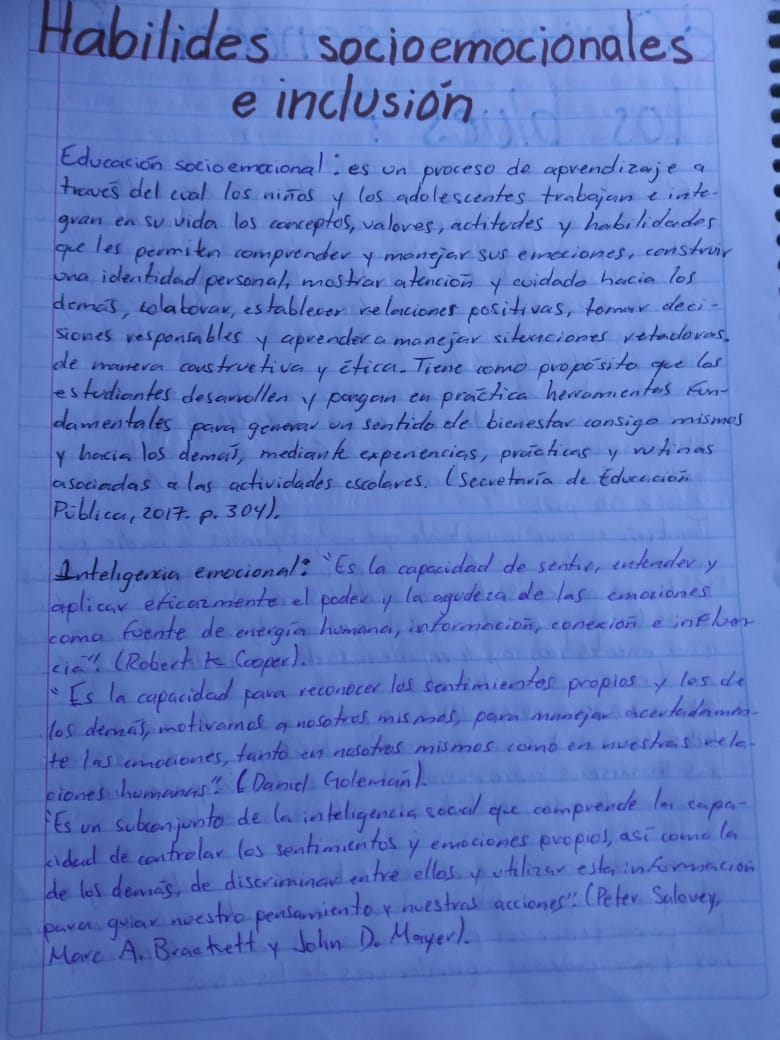 Habilides socioemocionales
e inclusión
Educación socioemocional: es un proceso de aprendizaje a
través del cual los niños y los adolescentes trabajan e inte-
gran en su vida los conceptos, valores, actitudes y habilidades
que les permiten comprender y manejar sus emociones, construir
una identidad personal, mostrar atención y cuidado hacia los
demás, colaborar, establecer relaciones positivas, tomar deci-
siones responsables y aprender a manejar situaciones retadoras,
de manera constructiva y ética. Tiene como propósito que los
estudiantes desarrollen y pongan en práctica herramientas fun-
damentales para generar un sentido de bienestar consigo mismos
y hacia los demás, mediante experiencias, prácticas y rutinas
asociadas a las actividades escolares. (Secretaría de Educación
Pública, 2017. p. 304).
Inteligencia emocional: "Es la capacidad de sentir, entender y
aplicar eficazmente el poder y la agudeza de las emociones
como fuente de energía humana, información, conexión e influen
cia". (Robert K Cooper).
"Es la capacidad para reconocer los sentimientos propios y los de
los demás, motivarnos a nosotros mismos, para manejar acertadamen-
te las emociones, tanto en nosotros mismos como en nuestras rela-
ciones humanas". (Daniel Goleman).
"Es un subconjunto de la inteligencia social que comprende la capa-
cidad de controlar los sentimientos y emociones propios, así como la
de los demás, de discriminar entre ellos y utilizar esta información
para guiar nuestro pensamiento y nuestras acciones". (Peter Salovey,
Marc A. Brackett y John D. Mayer).